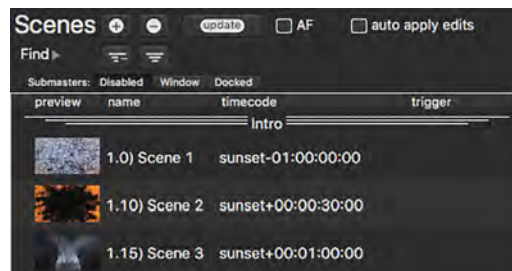 Scenes + - update AF auto apply edits
Find
Submasters: Disabled Window Docked
preview name timecode trigger
Intro
1.0) Scene 1 sunset-01:00:00:00
1.10) Scene 2 sunset+00:00:30:00
1.15) Scene 3 sunset+00:01:00:00